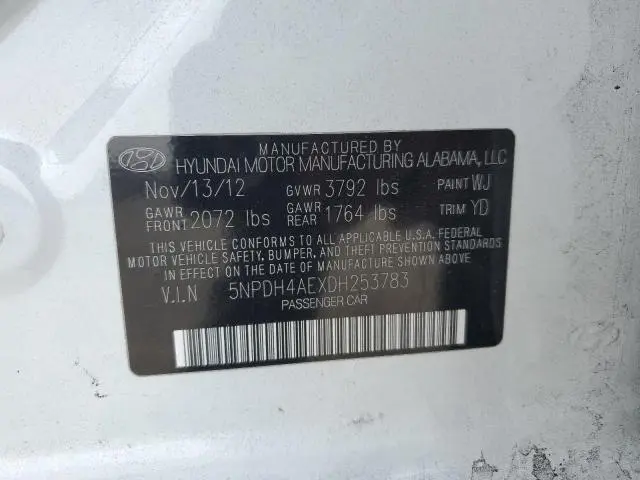 MANUFACTURED BY
HYUNDAI MOTOR MANUFACTURING ALABAMA, LLC
Nov/13/12 GVWR 3792 lbs PAINT WJ
GAWR FRONT 2072 lbs GAWR REAR 1764 lbs TRIM YD
THIS VEHICLE CONFORMS TO ALL APPLICABLE U.S.A. FEDERAL
MOTOR VEHICLE SAFETY, BUMPER, AND THEFT PREVENTION STANDARDS
IN EFFECT ON THE DATE OF MANUFACTURE SHOWN ABOVE
V.I.N 5NPDH4AEXDH253783
PASSENGER CAR